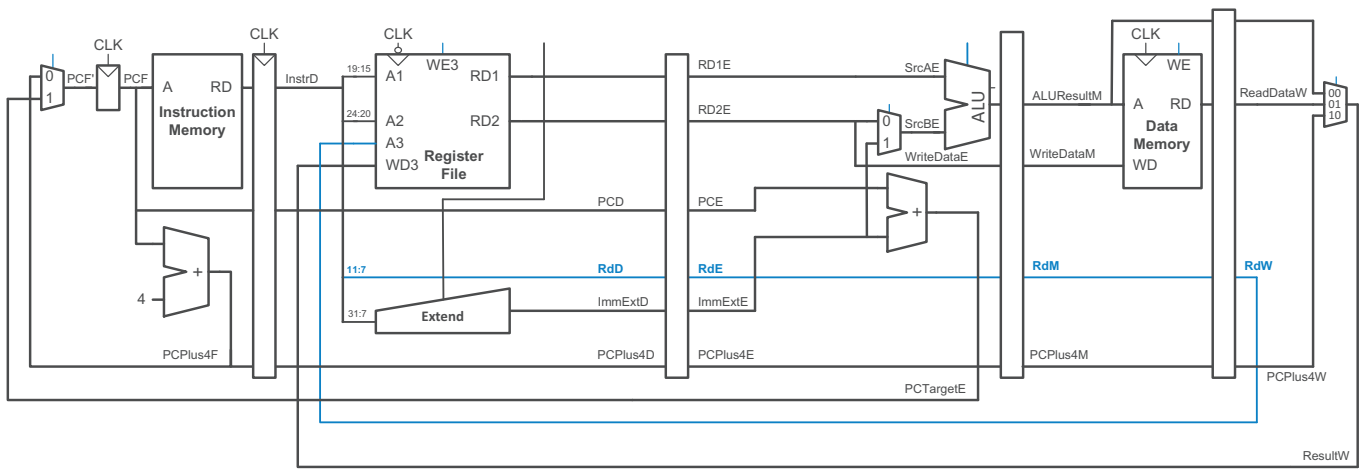 CLK
CLK
CLK
CLK
0
1
PCF'
PCF
A
RD
Instruction
Memory
InstrD
19:15
A1
WE3
RD1
RD1E
SrcAE
24:20
A2
RD2
RD2E
0
1
SrcBE
ALU
ALUResultM
A
WE
RD
Data
Memory
WD
ReadDataW
00
01
10
A3
WD3
Register
File
WriteDataE
WriteDataM
PCD
PCE
+
+
4
11:7
RdD
RdE
RdM
RdW
31:7
Extend
ImmExtD
ImmExtE
PCPlus4F
PCPlus4D
PCPlus4E
PCPlus4M
PCPlus4W
PCTargetE
ResultW